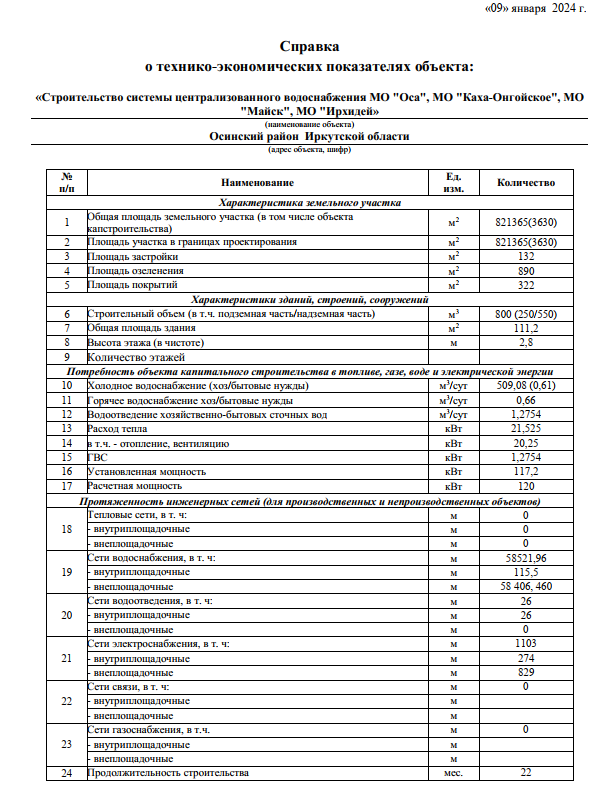 «09» января 2024 г.
Справка
о технико-экономических показателях объекта:
«Строительство системы централизованного водоснабжения МО "Оса", МО "Каха-Онгойское", МО
"Майск", МО "Ирхидей»
(наименование объекта)
Осинский район Иркутской области
(адрес объекта, шифр)
№ п/п Наименование Ед. изм. Количество
Характеристика земельного участка
1 Общая площадь земельного участка (в том числе объекта капстроительства) м² 821365(3630)
2 Площадь участка в границах проектирования м² 821365(3630)
3 Площадь застройки м² 132
4 Площадь озеленения м² 890
5 Площадь покрытий м² 322
Характеристики зданий, строений, сооружений
6 Строительный объем (в т.ч. подземная часть/надземная часть) м³ 800 (250/550)
7 Общая площадь здания м² 111,2
8 Высота этажа (в чистоте) м 2,8
9 Количество этажей
Потребность объекта капитального строительства в топливе, газе, воде и электрической энергии
10 Холодное водоснабжение (хоз/бытовые нужды) м³/сут 509,08 (0,61)
11 Горячее водоснабжение хоз/бытовые нужды м³/сут 0,66
12 Водоотведение хозяйственно-бытовых сточных вод м³/сут 1,2754
13 Расход тепла кВт 21,525
14 в т.ч. - отопление, вентиляцию кВт 20,25
15 ГВС кВт 1,2754
16 Установленная мощность кВт 117,2
17 Расчетная мощность кВт 120
Протяженность инженерных сетей (для производственных и непроизводственных объектов)
18 Тепловые сети, в т. ч: м 0
- внутриплощадочные м 0
- внеплощадочные м 0
19 Сети водоснабжения, в т. ч: м 58521,96
- внутриплощадочные м 115,5
- внеплощадочные м 58 406, 460
20 Сети водоотведения, в т. ч: м 26
- внутриплощадочные м 26
- внеплощадочные м 0
21 Сети электроснабжения, в т. ч: м 1103
- внутриплощадочные м 274
- внеплощадочные м 829
22 Сети связи, в т. ч: м 0
- внутриплощадочные м
- внеплощадочные м
23 Сети газоснабжения, в т.ч. м 0
- внутриплощадочные м
- внеплощадочные м
24 Продолжительность строительства мес. 22